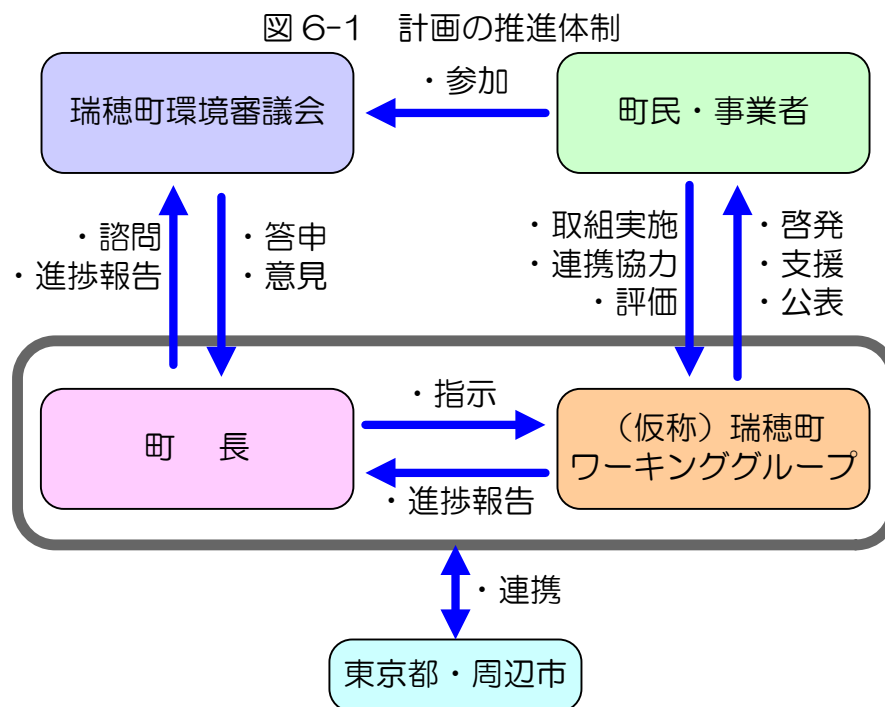 図6-1 計画の推進体制
瑞穂町環境審議会
・参加
町民・事業者
・諮問
・進捗報告
・答申
・意見
・取組実施
・連携協力
・評価
・啓発
・支援
・公表
町 長
・指示
・進捗報告
(仮称)瑞穂町
ワーキンググループ
・連携
東京都・周辺市